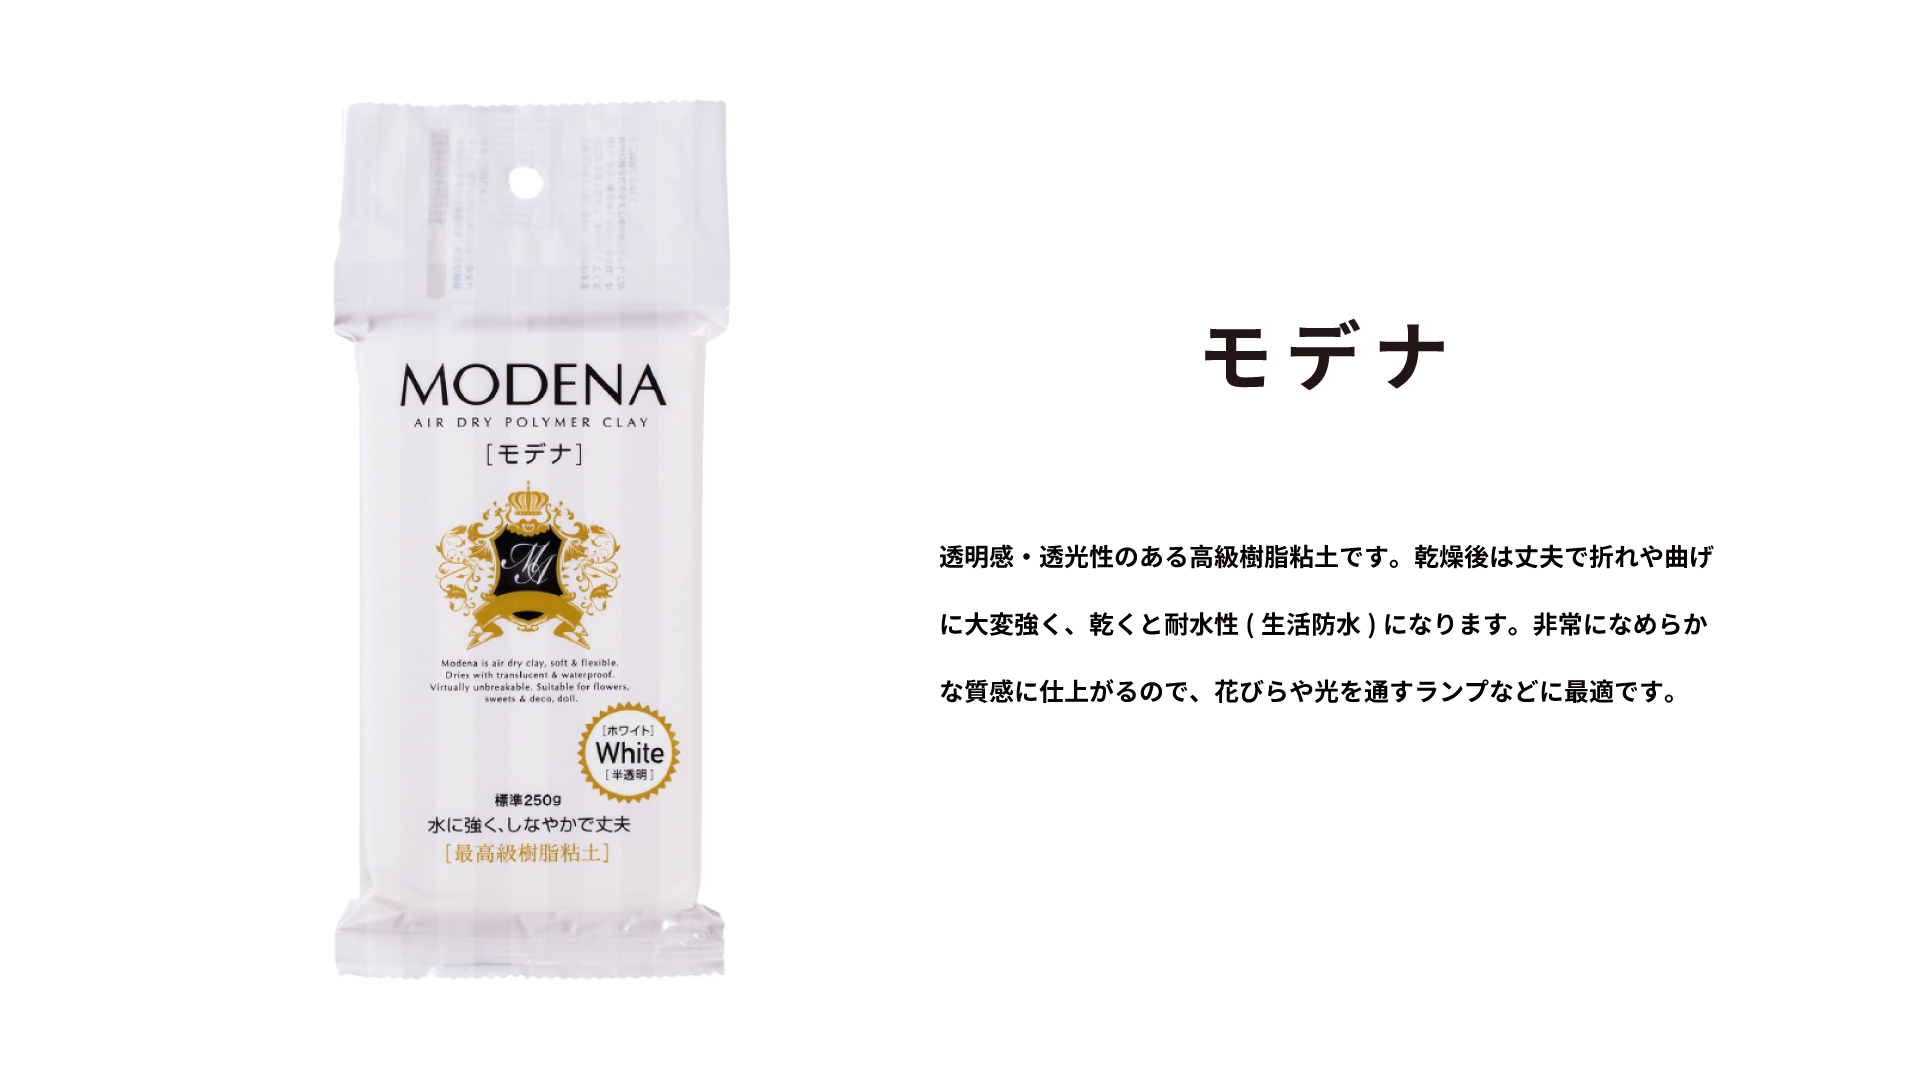 MODENA
AIR DRY POLYMER CLAY
[モデナ]
MA
Modena is air dry clay, soft & flexible.
Dries with translucent & waterproof.
Virtually unbreakable. Suitable for flowers,
sweets & deco, doll.
[ホワイト]
White
[半透明]
標準250g
水に強く、しなやかで丈夫
[最高級樹脂粘土]
モデナ
透明感・透光性のある高級樹脂粘土です。乾燥後は丈夫で折れや曲げ
に大変強く、乾くと耐水性 ( 生活防水 ) になります。非常になめらか
な質感に仕上がるので、花びらや光を通すランプなどに最適です。